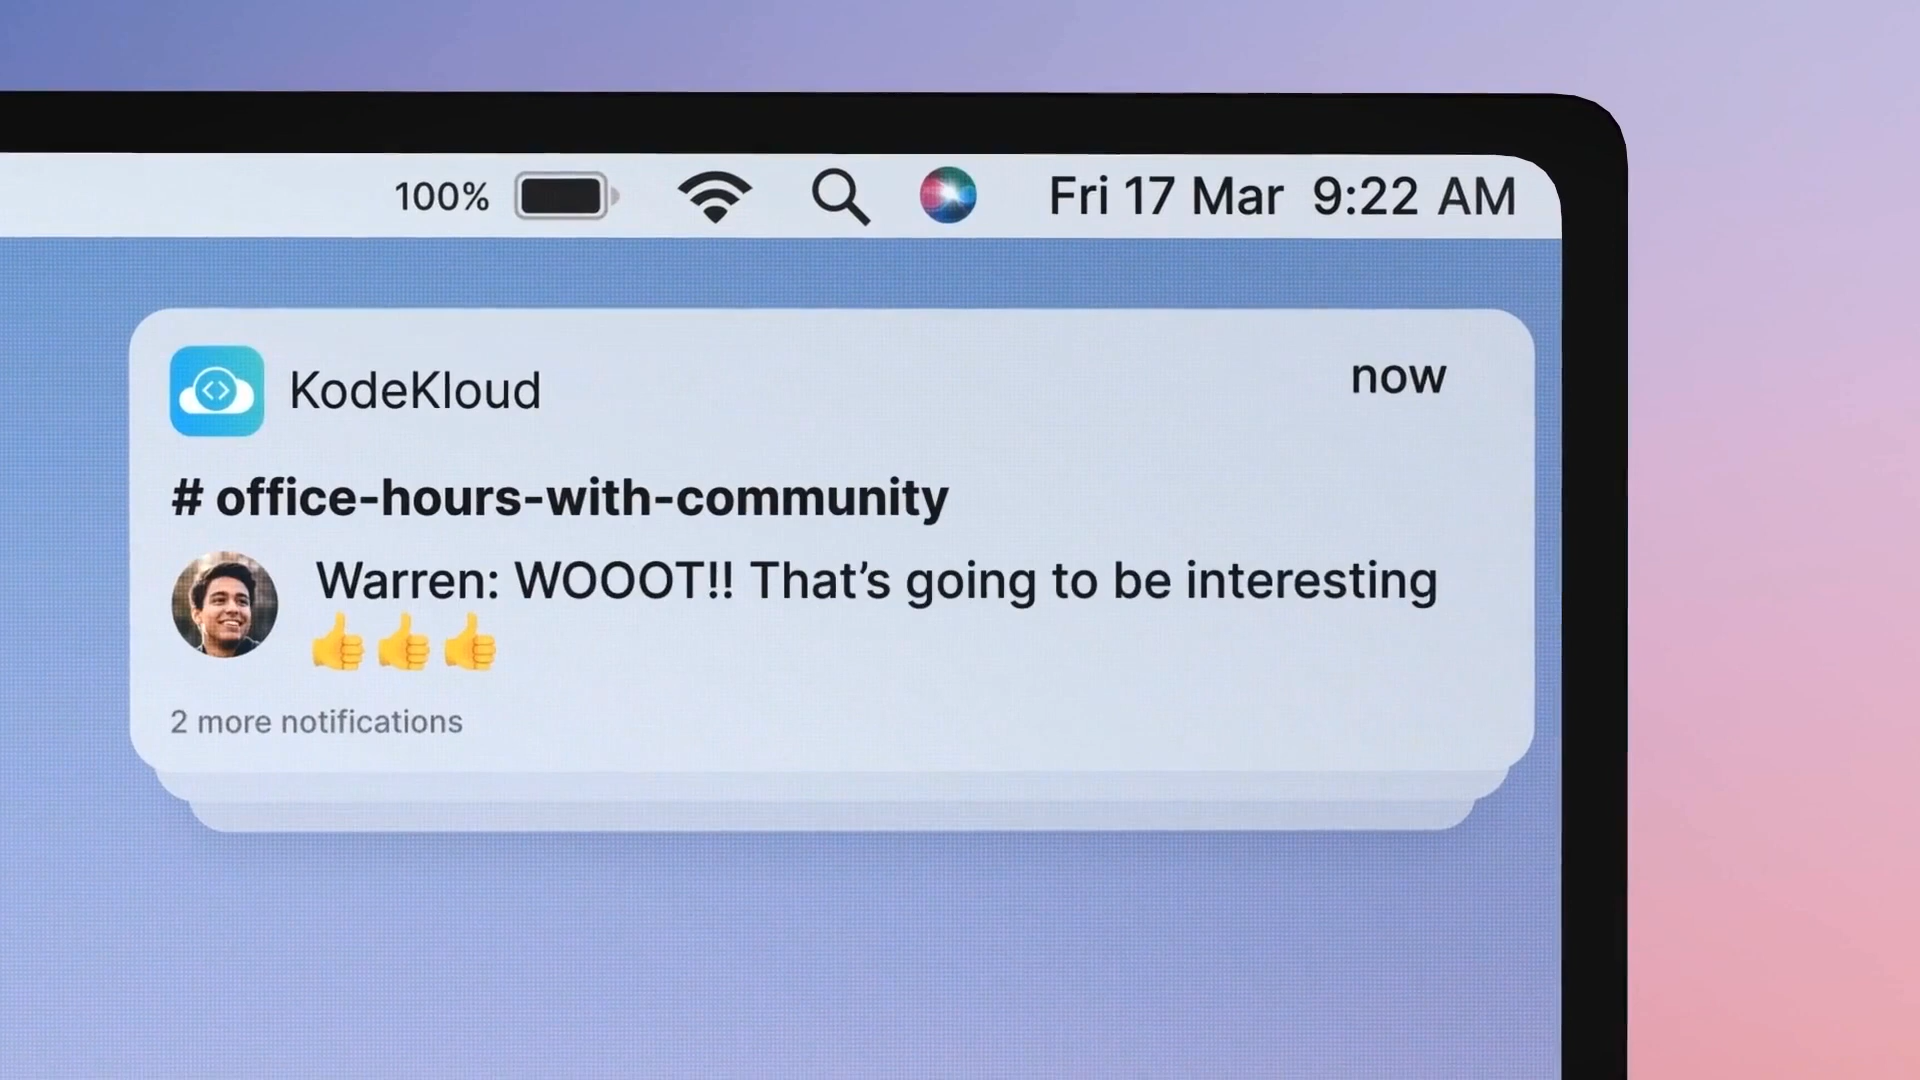 100% Fri 17 Mar 9:22 AM
KodeKloud now
# office-hours-with-community
Warren: WOOOT!! That’s going to be interesting
👍👍👍
2 more notifications